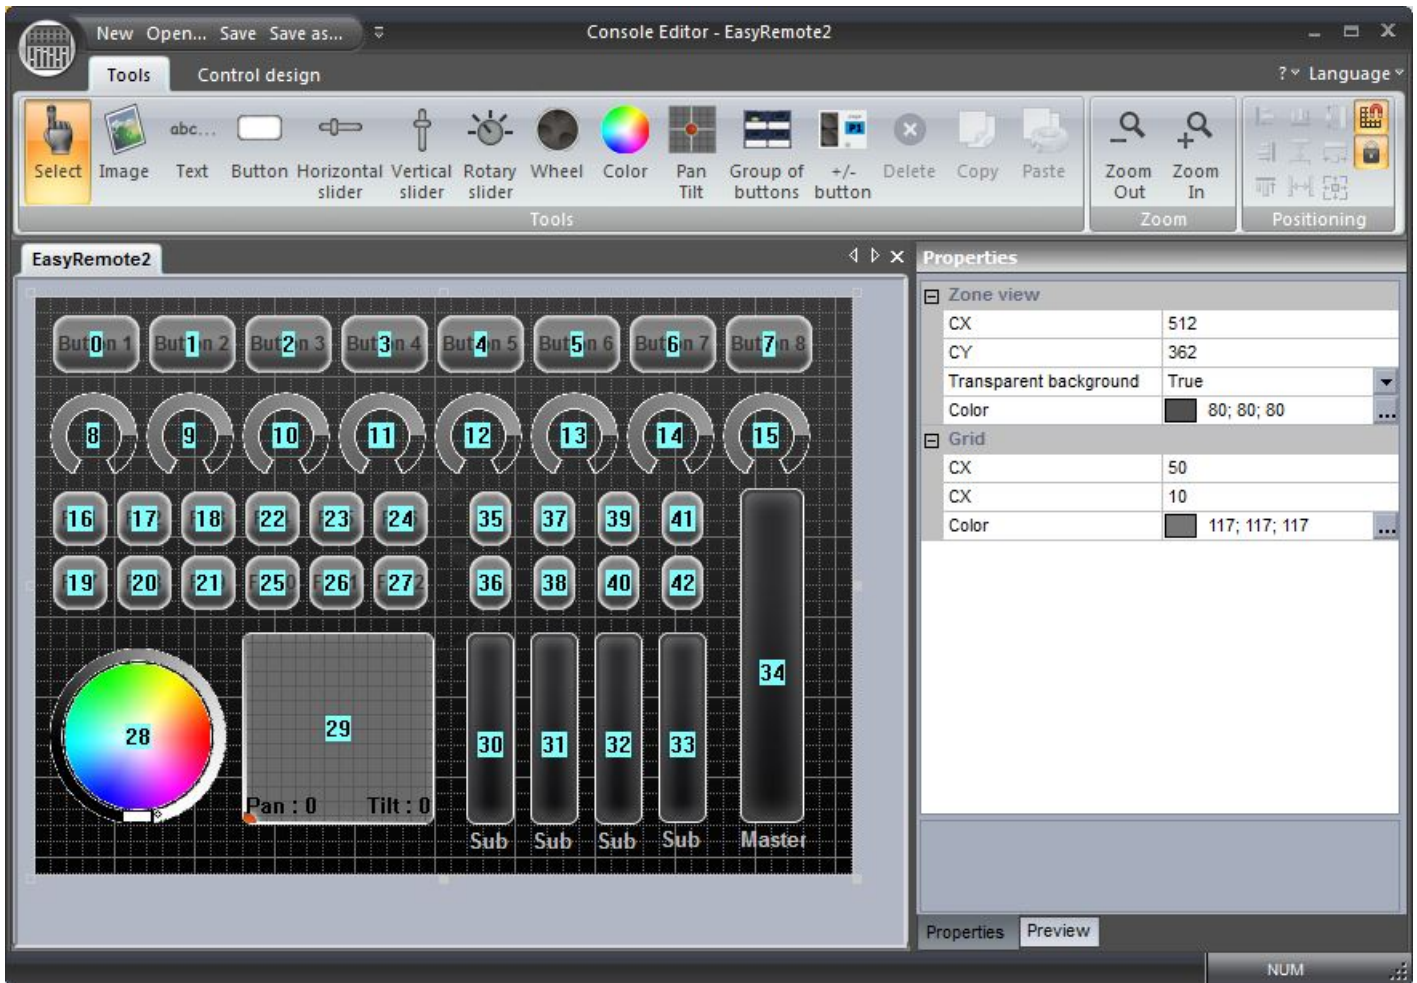 New Open... Save Save as...
Console Editor - EasyRemote2
Tools Control design
? Language
Select Image abc... Text Button Horizontal slider Vertical slider Rotary slider Wheel Color Pan Tilt Group of buttons P1 +/- button Delete Copy Paste
Zoom Out Zoom In
Tools Zoom Positioning
EasyRemote2
Properties
Zone view
CX 512
CY 362
Transparent background True
Color 80; 80; 80
Grid
CX 50
CX 10
Color 117; 117; 117
0 1 2 3 4 5 6 7
8 9 10 11 12 13 14 15
16 17 18 22 23 24 35 37 39 41
19 20 21 25 26 27 36 38 40 42
34
28 29 30 31 32 33
Pan : 0 Tilt : 0
Sub Sub Sub Sub Master
Properties Preview
NUM